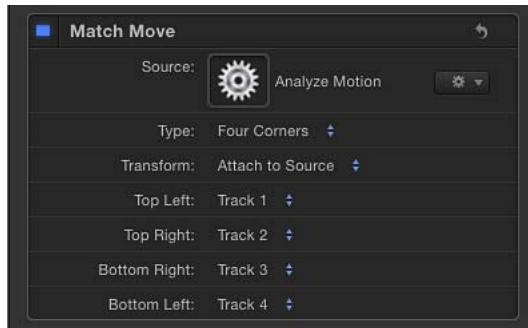 Match Move
Source: Analyze Motion
Type: Four Corners
Transform: Attach to Source
Top Left: Track 1
Top Right: Track 2
Bottom Right: Track 3
Bottom Left: Track 4